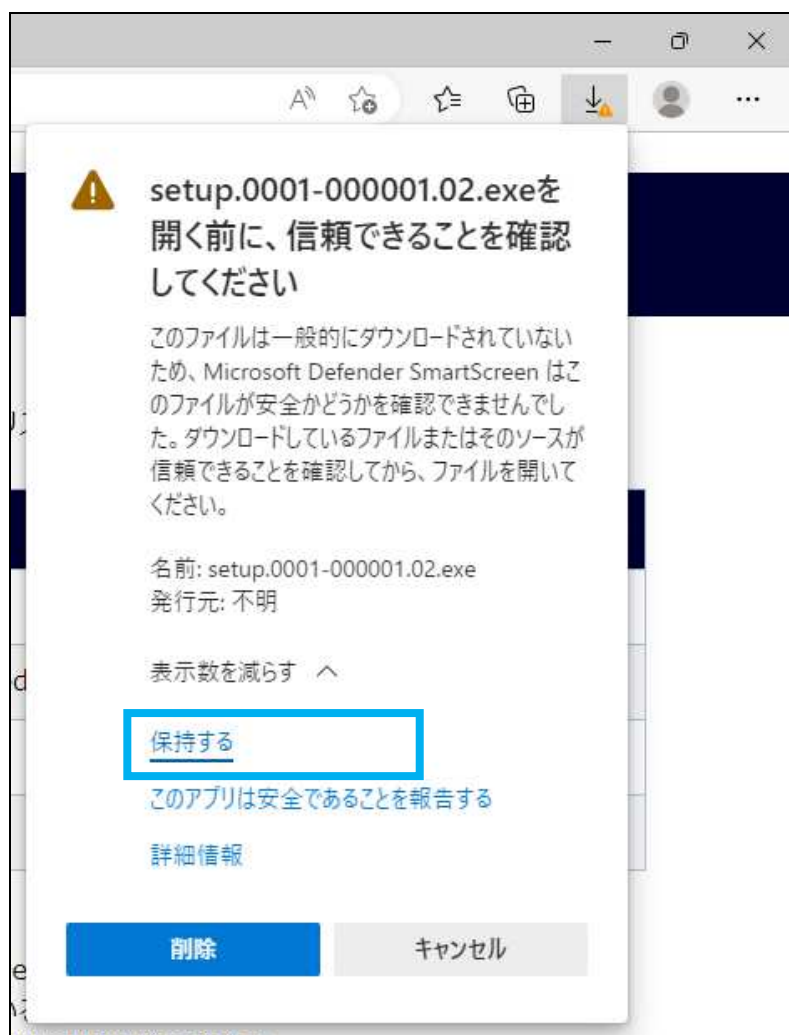 setup.0001-000001.02.exeを
開く前に、信頼できることを確認
してください
このファイルは一般的にダウンロードされていない
ため、Microsoft Defender SmartScreen はこ
のファイルが安全かどうかを確認できませんでし
た。ダウンロードしているファイルまたはそのソースが
信頼できることを確認してから、ファイルを開いて
ください。
名前: setup.0001-000001.02.exe
発行元: 不明
表示数を減らす
保持する
このアプリは安全であることを報告する
詳細情報
削除 キャンセル